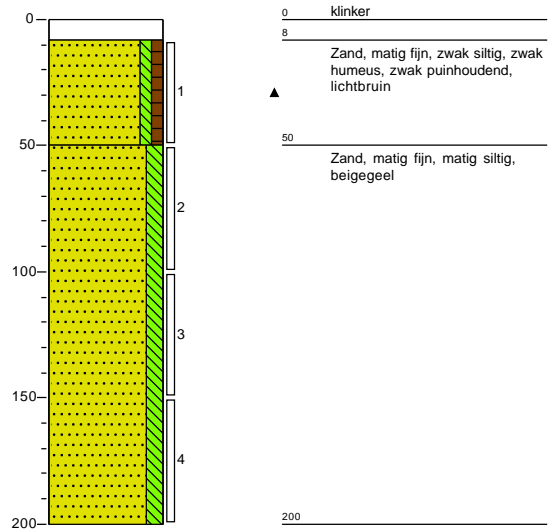 0
50
100
150
200
1
2
3
4
0 klinker
8
Zand, matig fijn, zwak siltig, zwak
humeus, zwak puinhoudend,
lichtbruin
50
Zand, matig fijn, matig siltig,
beigegeel
200